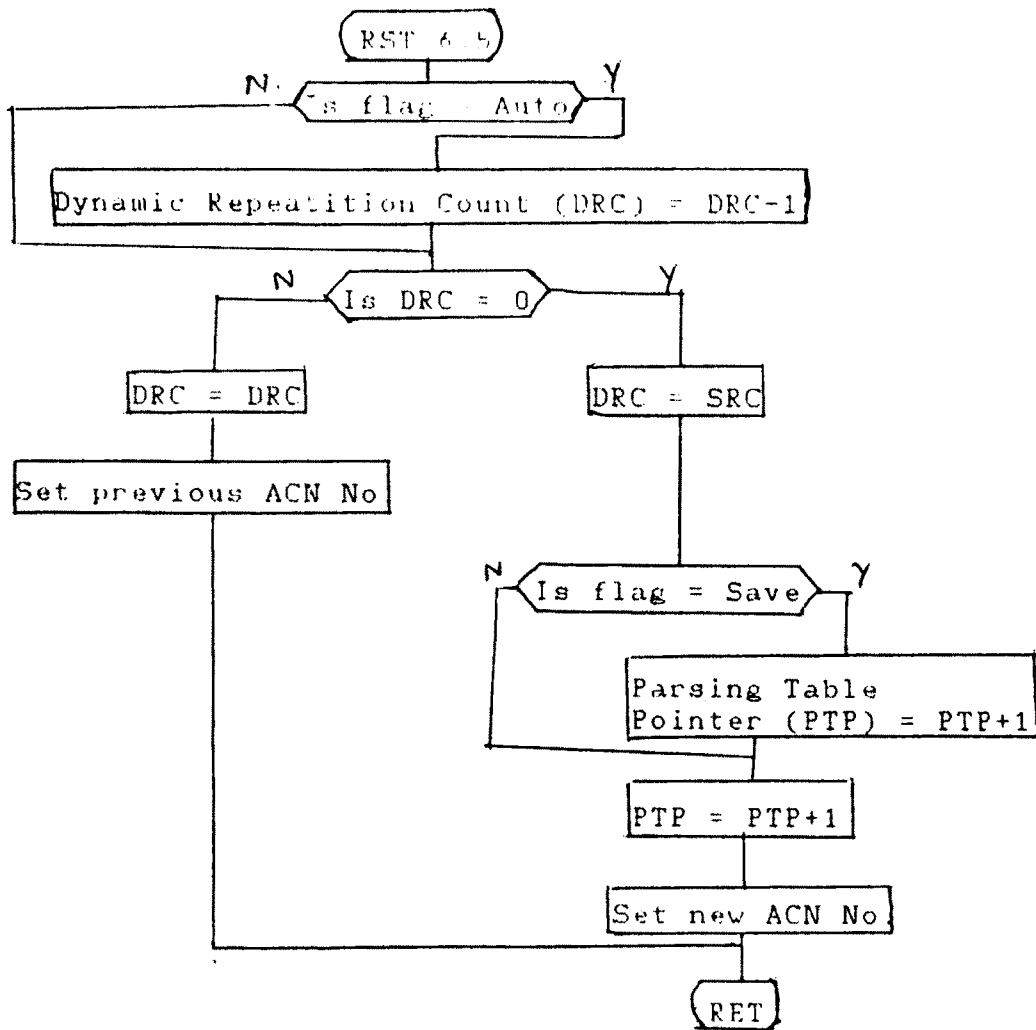 RST 6.5
N
Y
Is flag = Auto
Dynamic Repeatition Count (DRC) = DRC-1
N
Y
Is DRC = 0
DRC = DRC
DRC = SRC
Set previous ACN No
N
Y
Is flag = Save
Parsing Table
Pointer (PTP) = PTP+1
PTP = PTP+1
Set new ACN No
RET